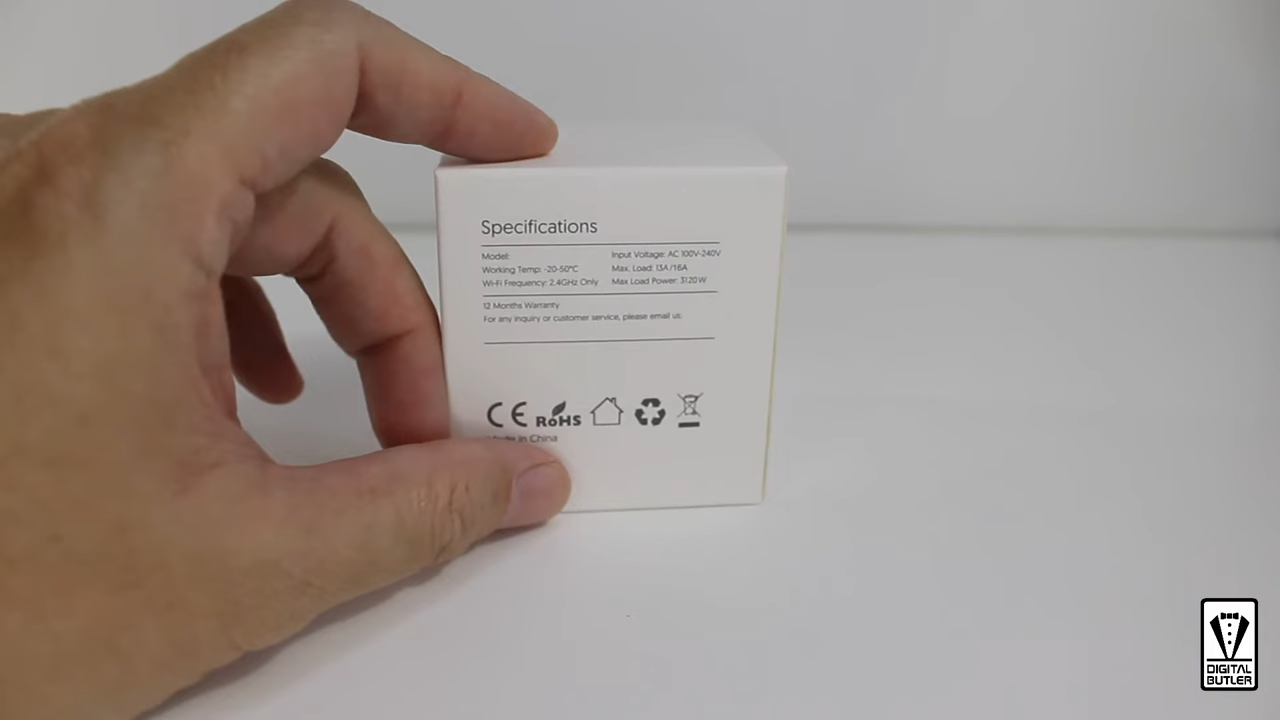 Specifications
Model:
Working Temp: -20-50°C
Wi-Fi Frequency: 2.4GHz Only
Input Voltage: AC 100V-240V
Max. Load: 13A /16A
Max Load Power: 3120W
12 Months Warranty
For any inquiry or customer service, please email us:
CE RoHS
Made in China
DIGITAL
BUTLER